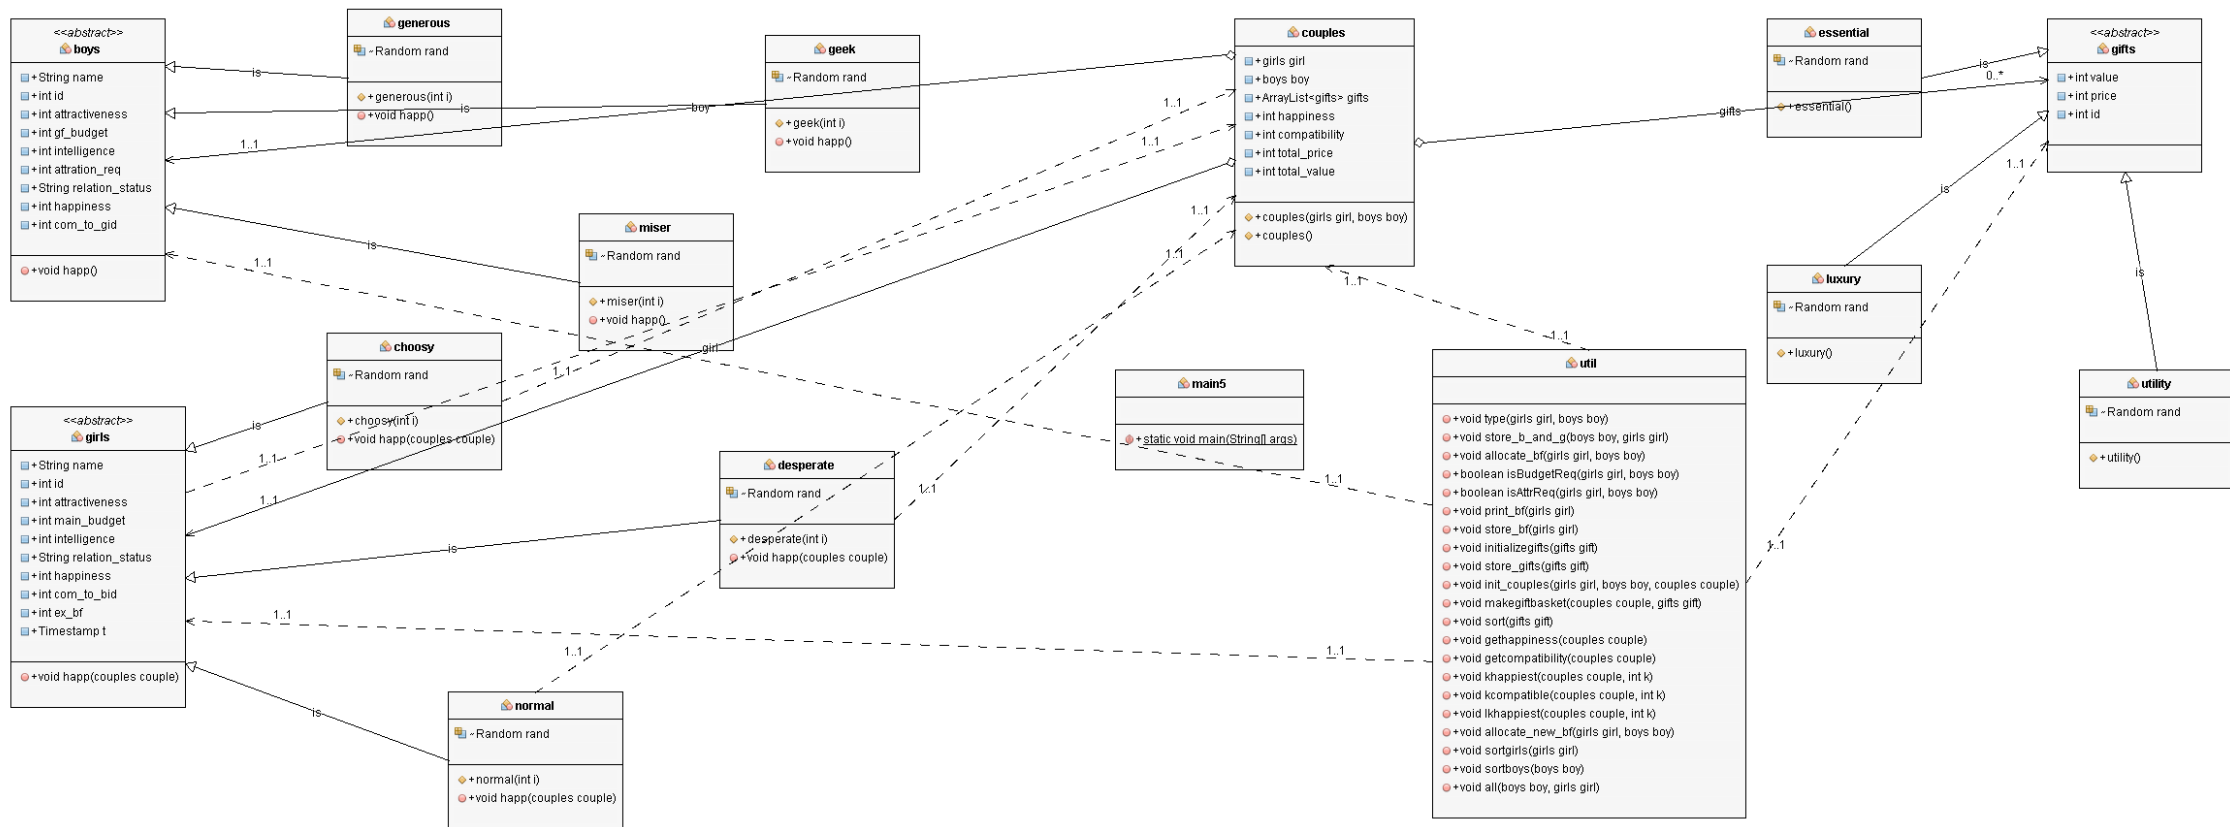 <<abstract>>
boys
+String name
+int id
+int attractiveness
+int gf_budget
+int intelligence
+int attration_req
+String relation_status
+int happiness
+int com_to_gid
+void happ()
generous
~Random rand
+generous(int i)
+void happ()
geek
~Random rand
+geek(int i)
+void happ()
couples
+girls girl
+boys boy
+ArrayList<gifts> gifts
+int happiness
+int compatibility
+int total_price
+int total_value
+couples(girls girl, boys boy)
+couples()
essential
~Random rand
+essential()
<<abstract>>
gifts
+int value
+int price
+int id
is
is
boy
1..1
is
1..1
1..1
1..1
1..1
1..1
gifts
is
0..*
1..1
is
is
miser
~Random rand
+miser(int i)
+void happ()
luxury
~Random rand
+luxury()
choosy
~Random rand
+choosy(int i)
+void happ(couples couple)
girl
1..1
1..1
1..1
is
1..1
1..1
main5
+static void main(String[] args)
utility
~Random rand
+utility()
<<abstract>>
girls
+String name
+int id
+int attractiveness
+int main_budget
+int intelligence
+String relation_status
+int happiness
+int com_to_bid
+int ex_bf
+Timestamp t
+void happ(couples couple)
desperate
~Random rand
+desperate(int i)
+void happ(couples couple)
1..1
1..1
1..1
is
1..1
1..1
1..1
is
normal
~Random rand
+normal(int i)
+void happ(couples couple)
util
+void type(girls girl, boys boy)
+void store_b_and_g(boys boy, girls girl)
+void allocate_bf(girls girl, boys boy)
+boolean isBudgetReq(girls girl, boys boy)
+boolean isAttrReq(girls girl, boys boy)
+void print_bf(girls girl)
+void store_bf(girls girl)
+void initializegifts(gifts gift)
+void store_gifts(gifts gift)
+void init_couples(girls girl, boys boy, couples couple)
+void makegiftbasket(couples couple, gifts gift)
+void sort(gifts gift)
+void gethappiness(couples couple)
+void getcompatibility(couples couple)
+void khappiest(couples couple, int k)
+void kcompatible(couples couple, int k)
+void lkhappiest(couples couple, int k)
+void allocate_new_bf(girls girl, boys boy)
+void sortgirls(girls girl)
+void sortboys(boys boy)
+void all(boys boy, girls girl)